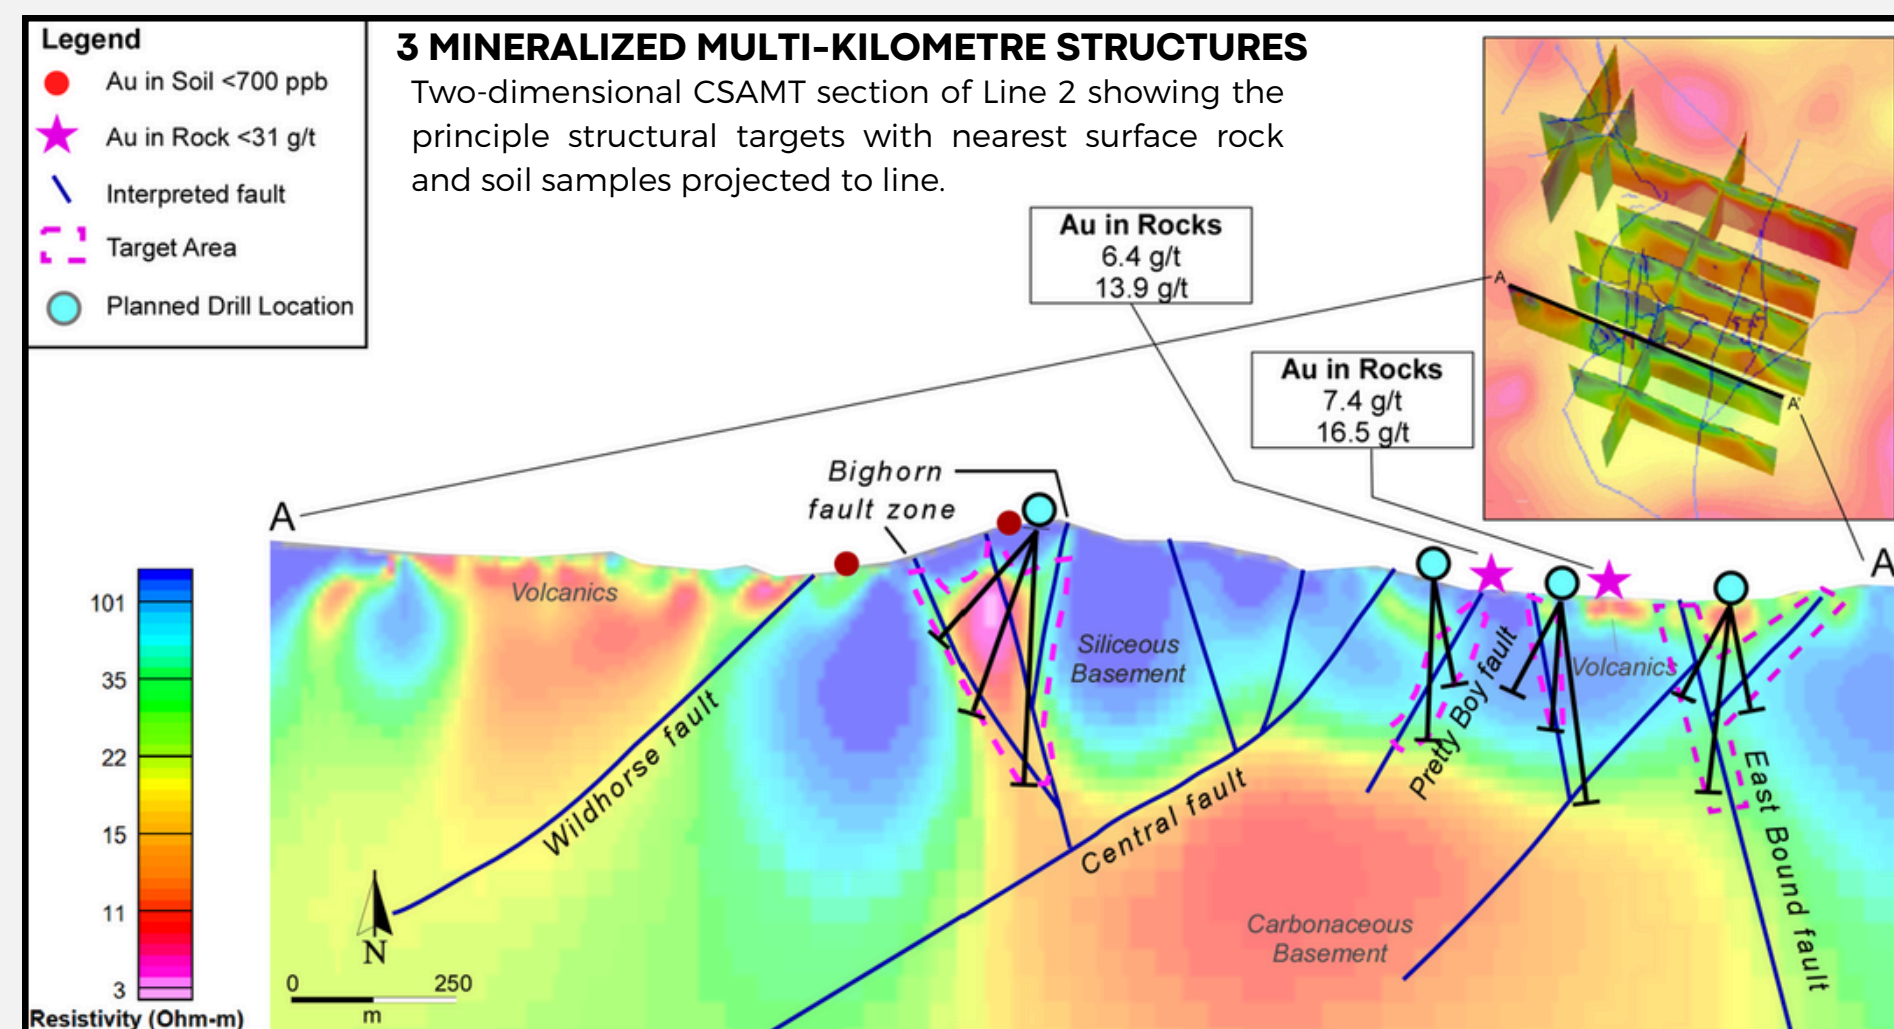 Legend
Au in Soil <700 ppb
Au in Rock <31 g/t
Interpreted fault
Target Area
Planned Drill Location
3 MINERALIZED MULTI-KILOMETRE STRUCTURES
Two-dimensional CSAMT section of Line 2 showing the
principle structural targets with nearest surface rock
and soil samples projected to line.
Au in Rocks
6.4 g/t
13.9 g/t
Au in Rocks
7.4 g/t
16.5 g/t
A
A'
A
A
Bighorn
fault zone
Volcanics
Siliceous
Basement
Volcanics
Wildhorse fault
Central fault
Pretty Boy fault
East Bound fault
Carbonaceous
Basement
101
35
22
15
11
3
Resistivity (Ohm-m)
N
0 250
m